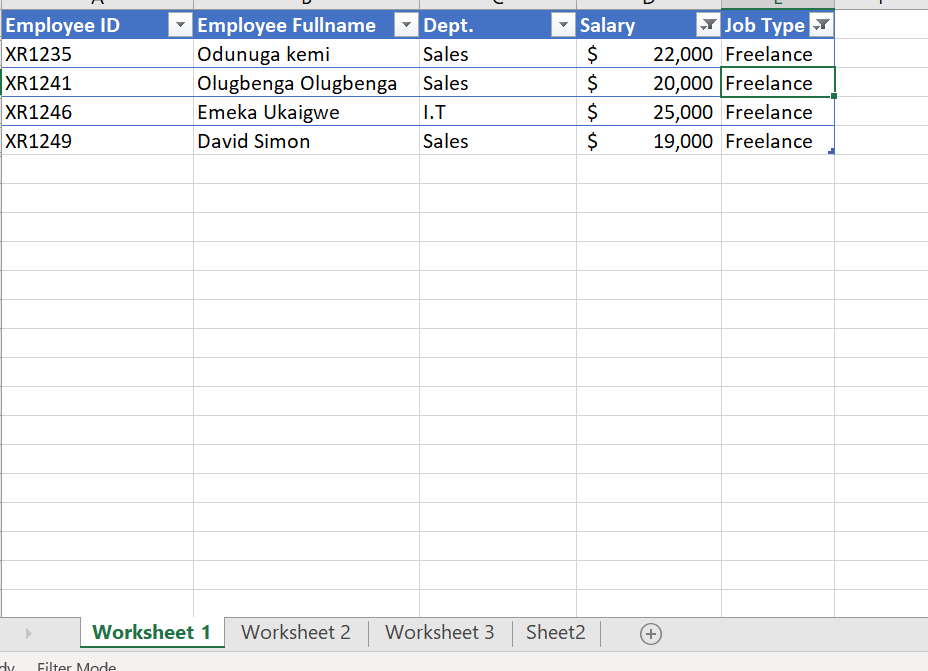 Employee ID Employee Fullname Dept. Salary Job Type
XR1235 Odunuga kemi Sales $ 22,000 Freelance
XR1241 Olugbenga Olugbenga Sales $ 20,000 Freelance
XR1246 Emeka Ukaigwe I.T $ 25,000 Freelance
XR1249 David Simon Sales $ 19,000 Freelance
Worksheet 1 Worksheet 2 Worksheet 3 Sheet2
Filter Mode